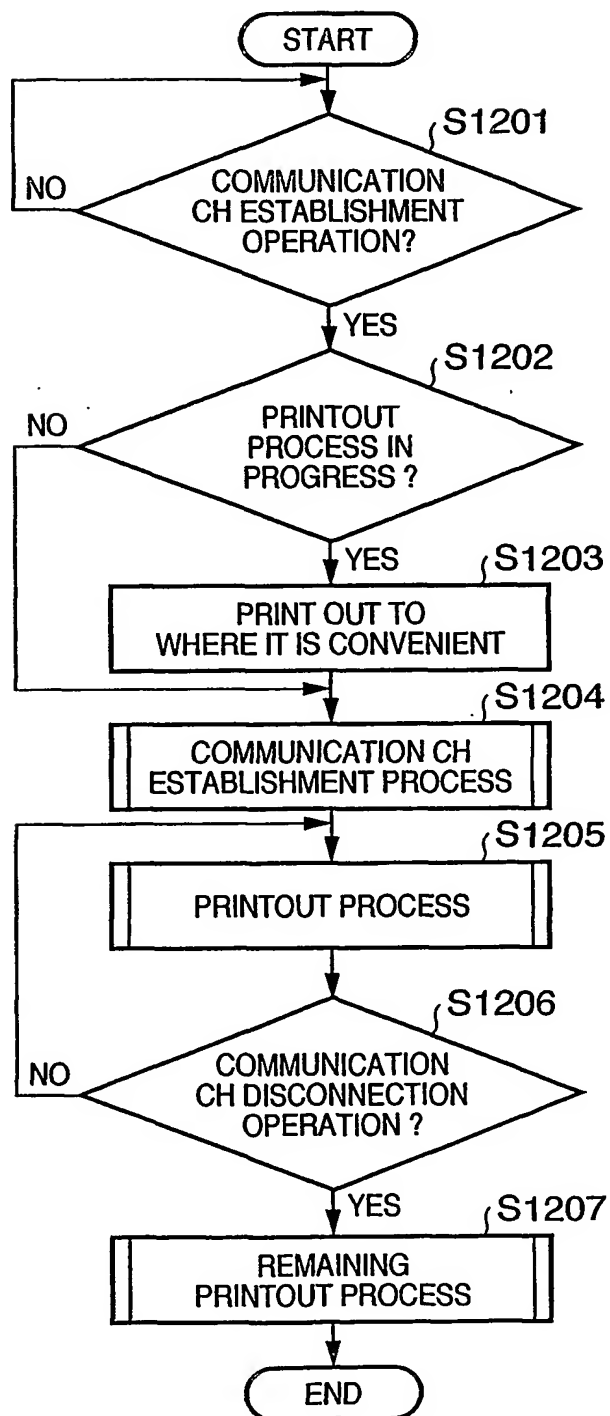 START
S1201
NO
COMMUNICATION
CH ESTABLISHMENT
OPERATION?
YES
S1202
NO
PRINTOUT
PROCESS IN
PROGRESS ?
YES
S1203
PRINT OUT TO
WHERE IT IS CONVENIENT
S1204
COMMUNICATION CH
ESTABLISHMENT PROCESS
S1205
PRINTOUT PROCESS
S1206
NO
COMMUNICATION
CH DISCONNECTION
OPERATION ?
YES
S1207
REMAINING
PRINTOUT PROCESS
END